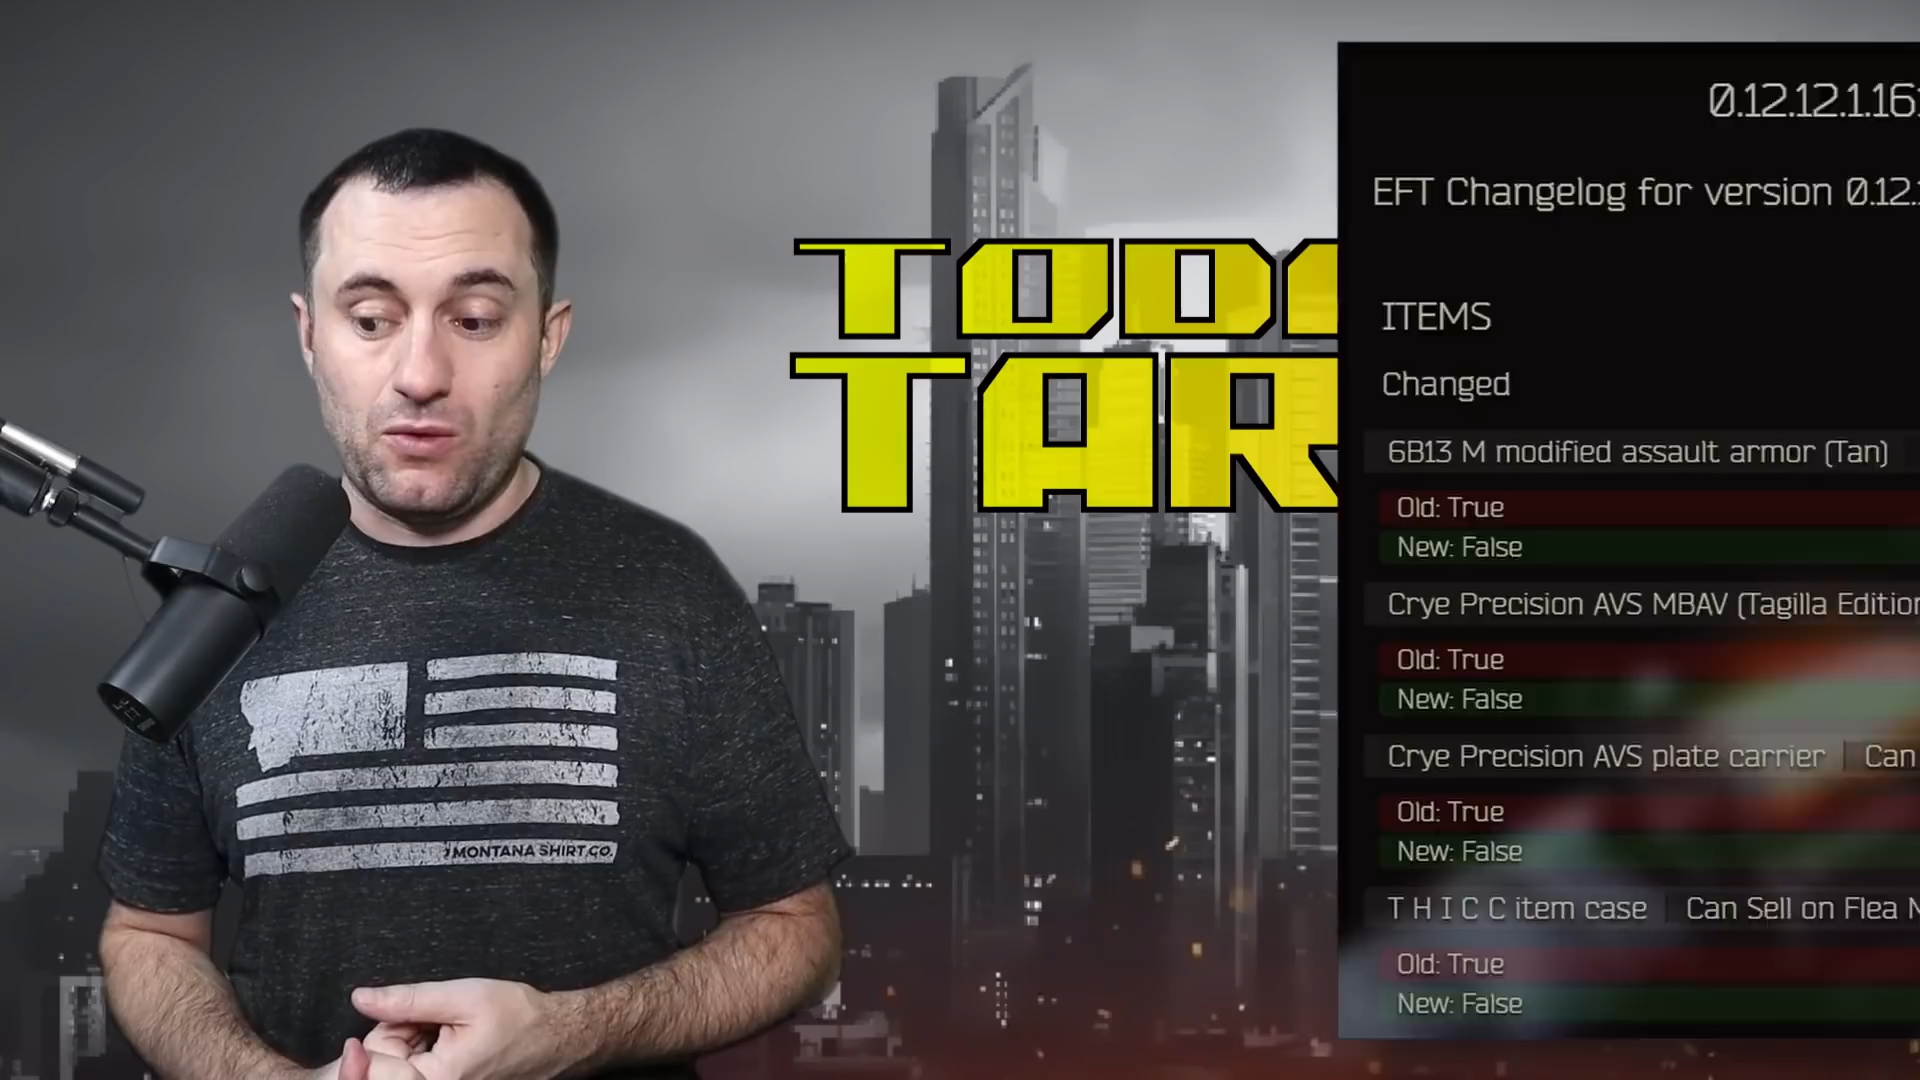 TODA
TAR
0.12.12.1.16
EFT Changelog for version 0.12.
ITEMS
Changed
6B13 M modified assault armor (Tan)
Old: True
New: False
Crye Precision AVS MBAV (Tagilla Edition
Old: True
New: False
Crye Precision AVS plate carrier | Can
Old: True
New: False
T H I C C item case | Can Sell on Flea M
Old: True
New: False
MONTANA SHIRT CO.